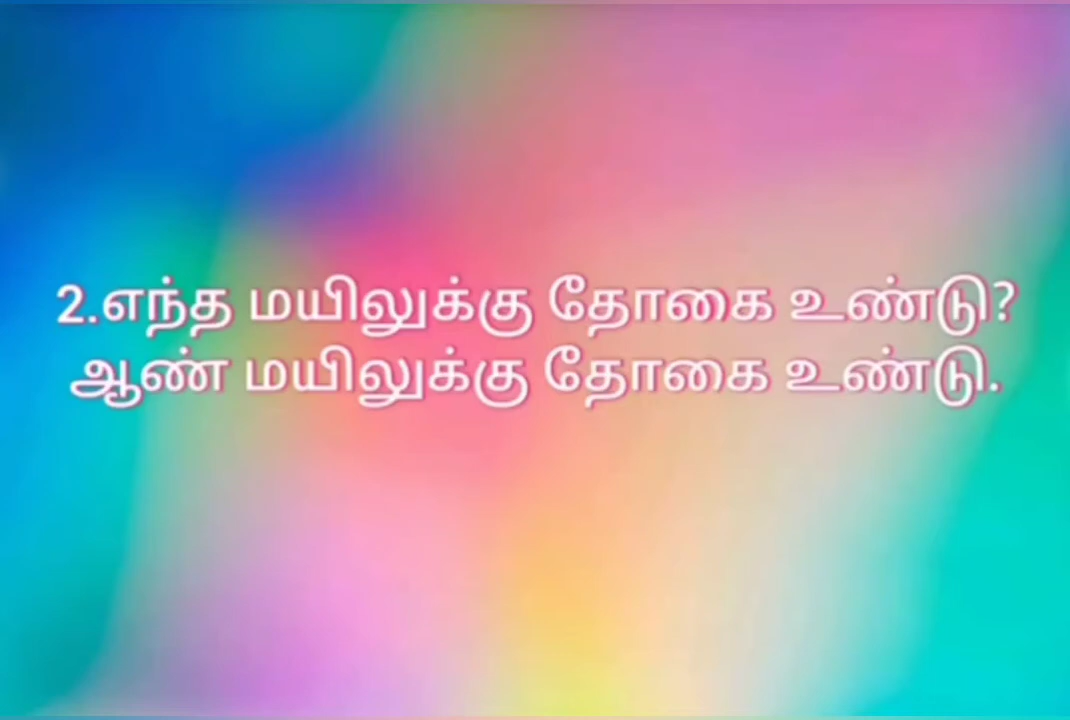 2.எந்த மயிலுக்கு தோகை உண்டு?
ஆண் மயிலுக்கு தோகை உண்டு.